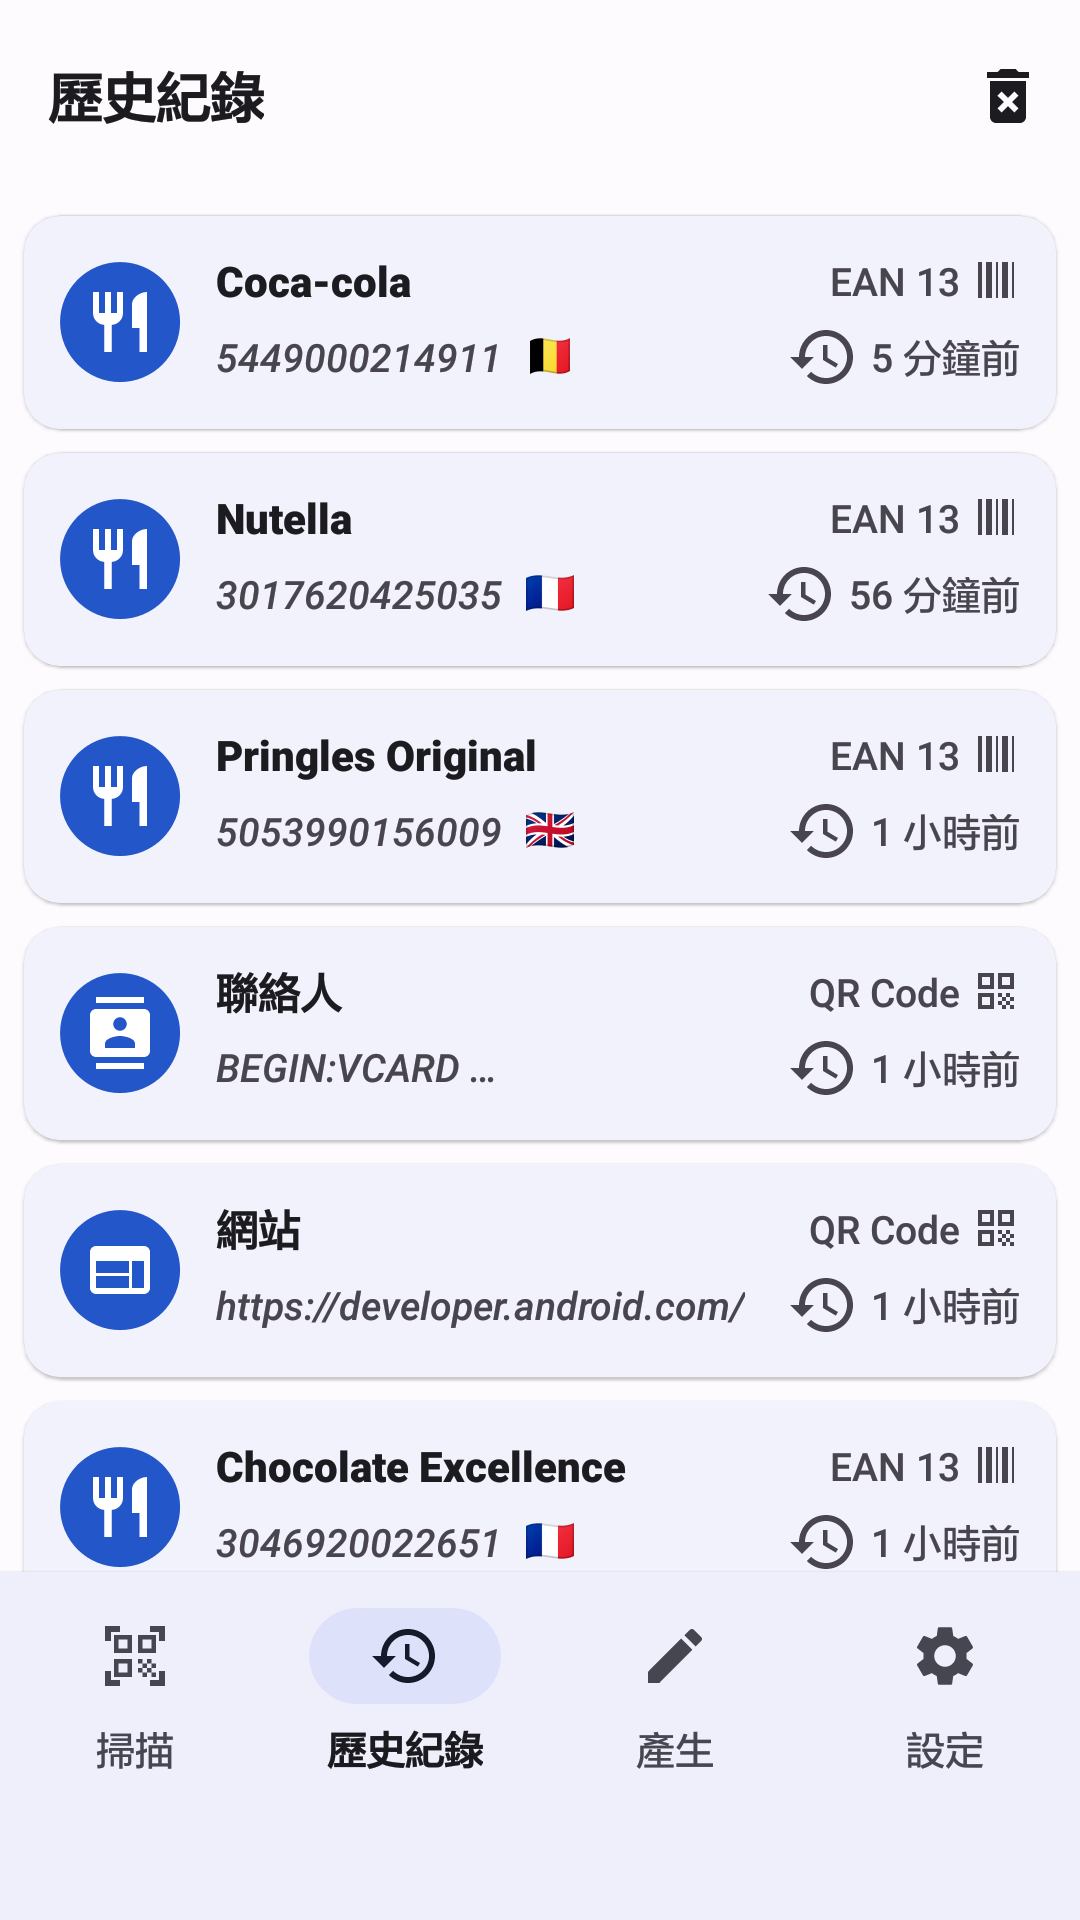 歷史紀錄
Coca-cola
EAN 13
5449000214911
5 分鐘前
Nutella
EAN 13
3017620425035
56 分鐘前
Pringles Original
EAN 13
5053990156009
1 小時前
聯絡人
QR Code
BEGIN:VCARD ...
1 小時前
網站
QR Code
https://developer.android.com/
1 小時前
Chocolate Excellence
EAN 13
3046920022651
1 小時前
掃描
歷史紀錄
產生
設定